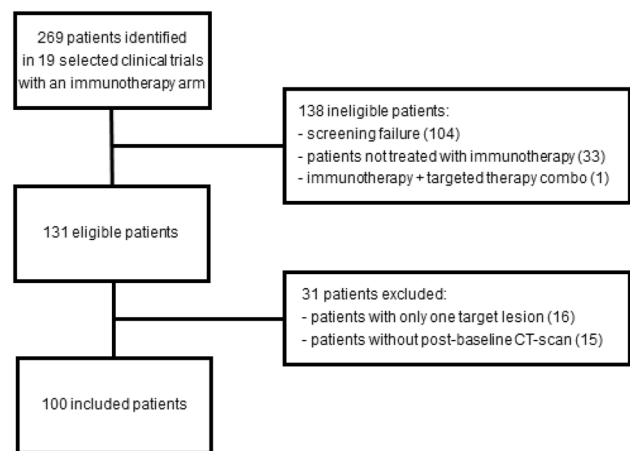 269 patients identified
in 19 selected clinical trials
with an immunotherapy arm
138 ineligible patients:
- screening failure (104)
- patients not treated with immunotherapy (33)
- immunotherapy + targeted therapy combo (1)
131 eligible patients
31 patients excluded:
- patients with only one target lesion (16)
- patients without post-baseline CT-scan (15)
100 included patients